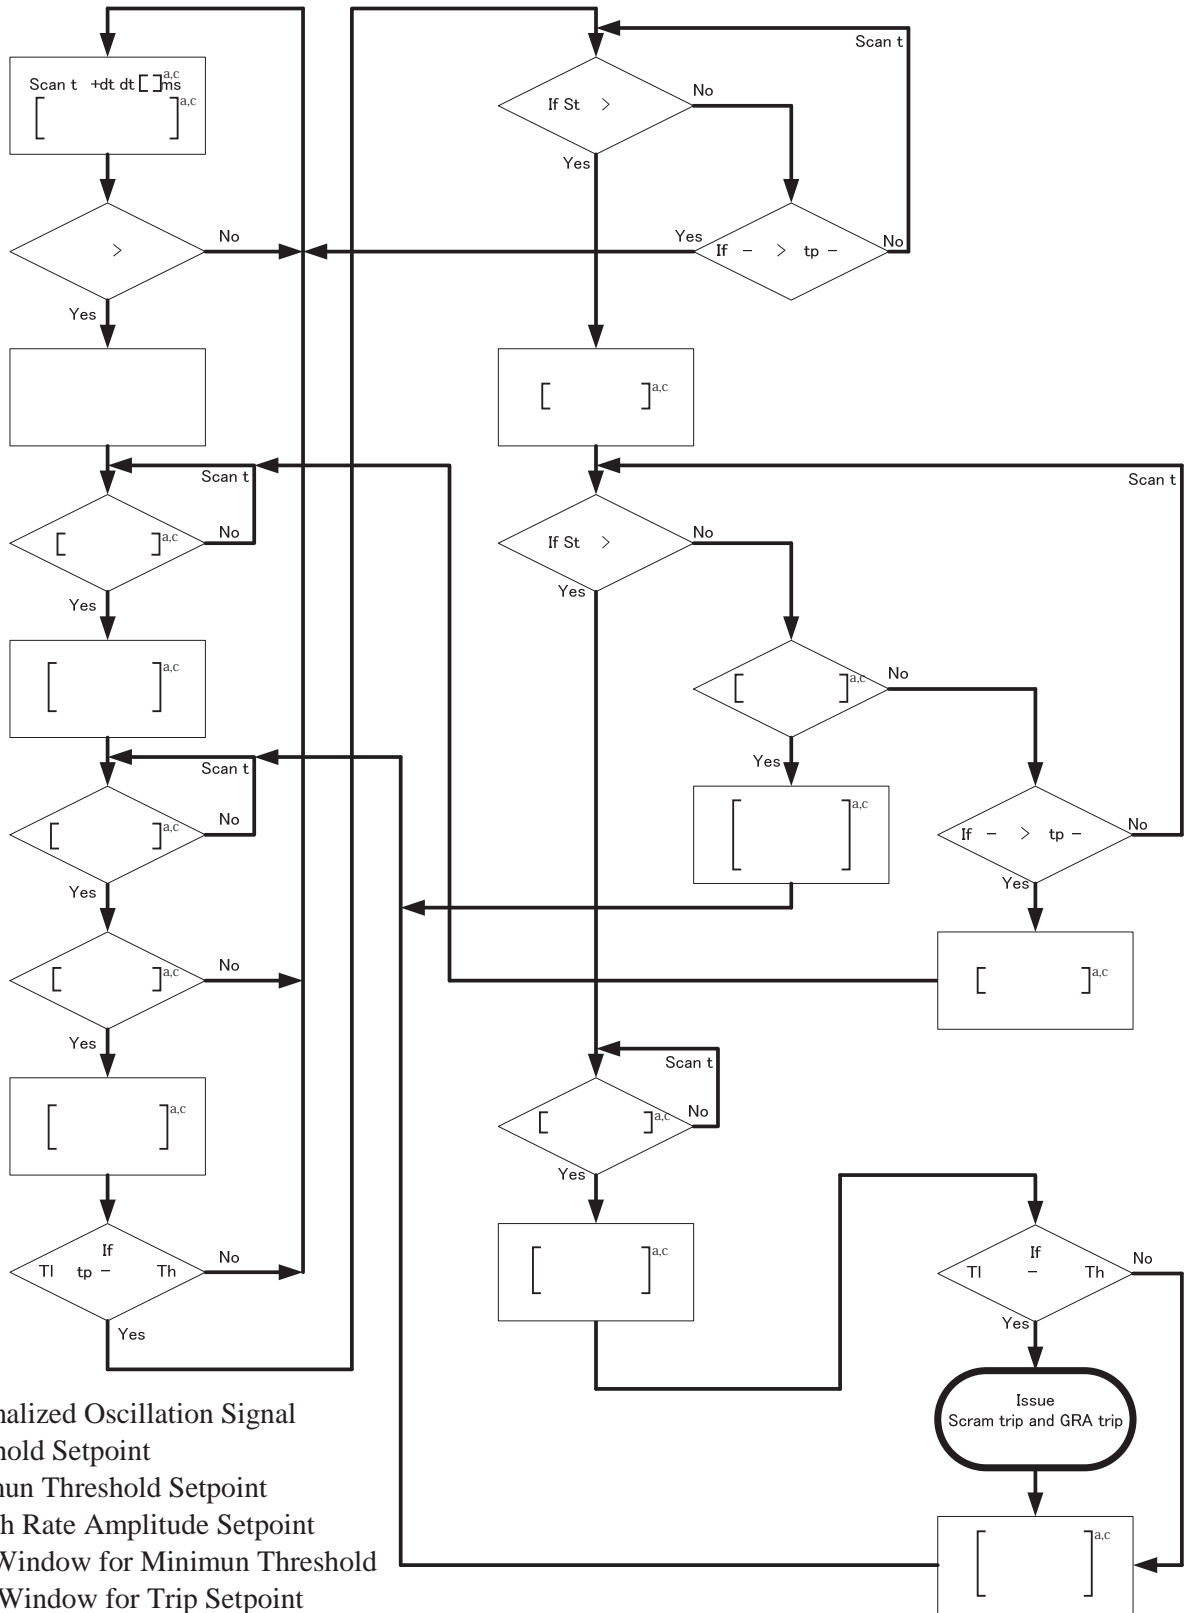 Scan t +dt dt [ ]a,c ms
[ ]a,c
>
No
Yes
Scan t
[ ]a,c
No
Yes
[ ]a,c
Scan t
[ ]a,c
No
Yes
[ ]a,c
No
Yes
[ ]a,c
If
Tl tp − Th
No
Yes
Scan t
If St >
No
Yes
Yes
If − > tp −
No
[ ]a,c
Scan t
If St >
No
Yes
[ ]a,c
No
Yes
[ ]a,c
If − > tp −
No
Yes
[ ]a,c
Scan t
[ ]a,c
No
Yes
[ ]a,c
If
Tl − Th
No
Yes
Issue
Scram trip and GRA trip
[ ]a,c
nalized Oscillation Signal
hold Setpoint
nun Threshold Setpoint
h Rate Amplitude Setpoint
Window for Minimun Threshold
Window for Trip Setpoint